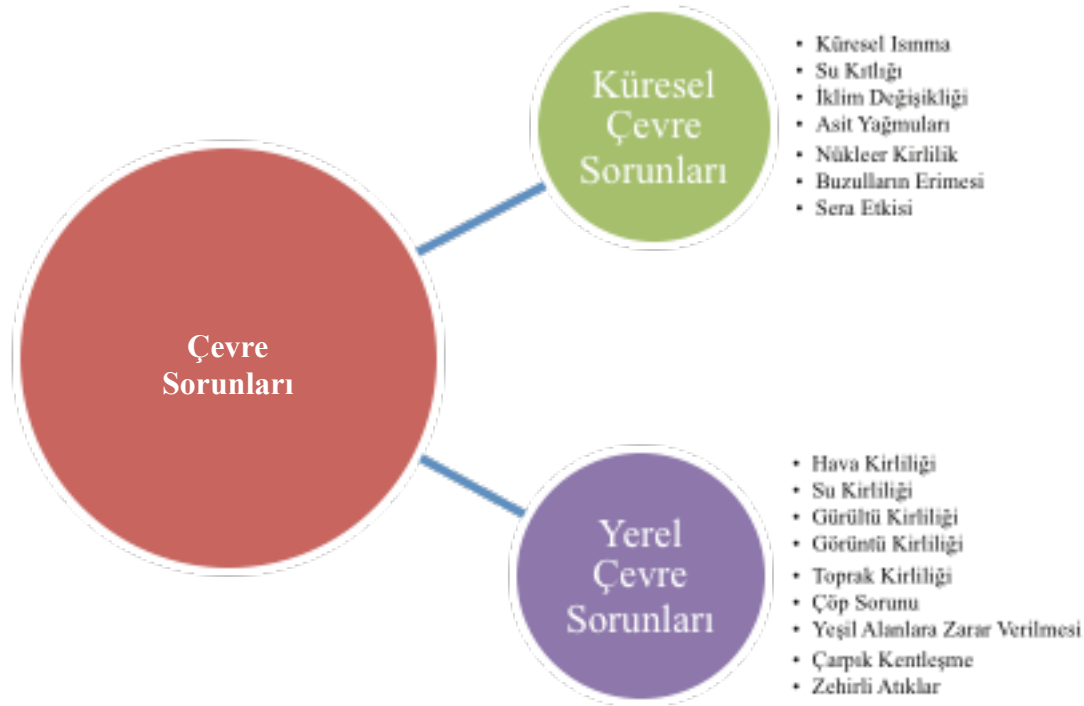 Küresel
Çevre
Sorunları
• Küresel Isınma
• Su Kıtlığı
• İklim Değişikliği
• Asit Yağmuları
• Nükleer Kirlilik
• Buzulların Erimesi
• Sera Etkisi
Çevre
Sorunları
Yerel
Çevre
Sorunları
• Hava Kirliliği
• Su Kirliliği
• Gürültü Kirliliği
• Görüntü Kirliliği
• Toprak Kirliliği
• Çöp Sorunu
• Yeşil Alanlara Zarar Verilmesi
• Çarpık Kentleşme
• Zehirli Atıklar